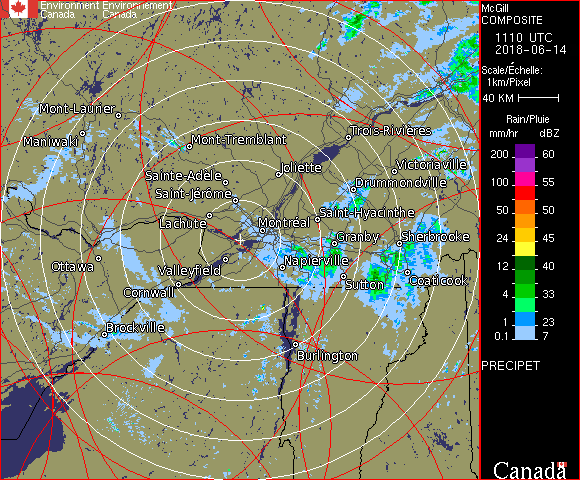 Environment Environnement
Canada Canada
McGill
COMPOSITE
1110 UTC
2018-06-14
Scale/Échelle:
1km/Pixel
40 KM
Rain/Pluie
mm/hr dBZ
200 60
100 55
50 50
24 45
12 40
4 33
1 23
0.1 7
PRECIPET
Canada
Mont-Laurier
Maniwaki
Mont-Tremblant
Trois-Rivières
Joliette
Victoriaville
Sainte-Adèle
Drummondville
Saint-Jérôme
Saint-Hyacinthe
Lachute
Montréal
Granby
Sherbrooke
Ottawa
Valleyfield
Napierville
Sutton
Coaticook
Cornwall
Brockville
Burlington